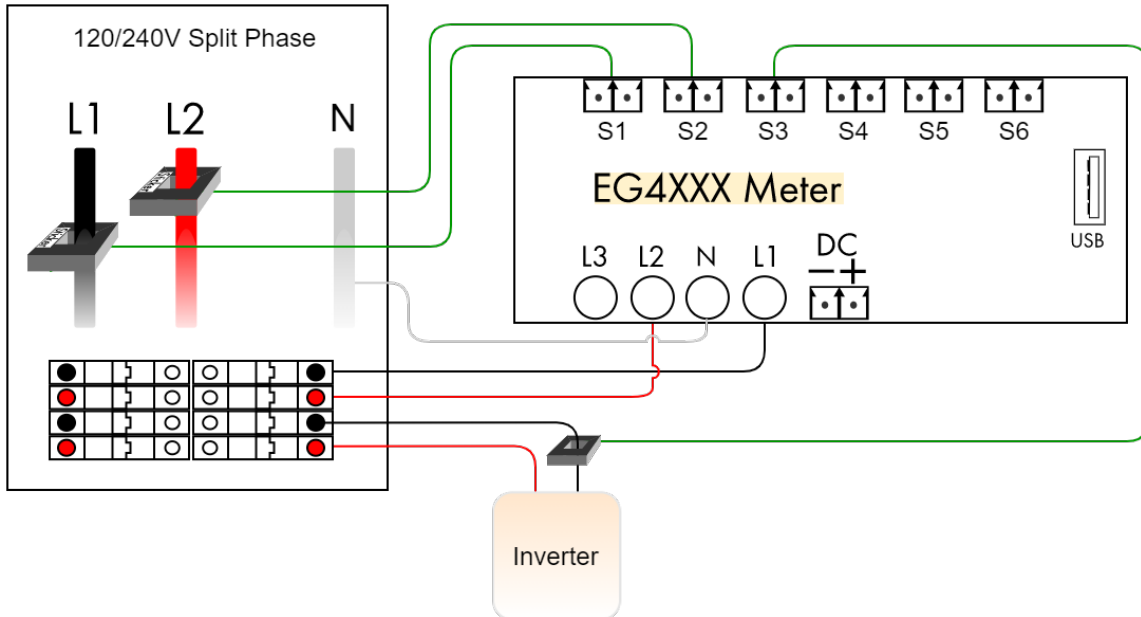 120/240V Split Phase
L1
L2
N
S1
S2
S3
S4
S5
S6
EG4XXX Meter
USB
L3
L2
N
L1
DC
− +
Inverter